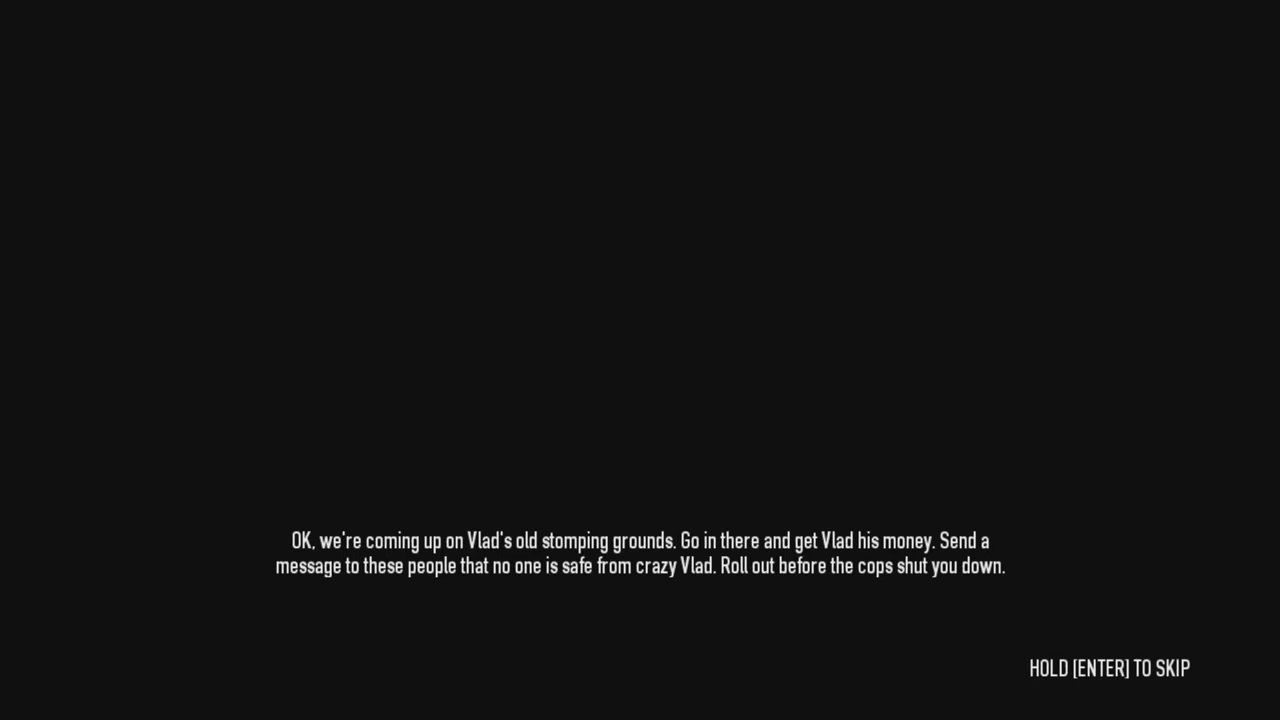 OK, we're coming up on Vlad's old stomping grounds. Go in there and get Vlad his money. Send a
message to these people that no one is safe from crazy Vlad. Roll out before the cops shut you down.
HOLD [ENTER] TO SKIP